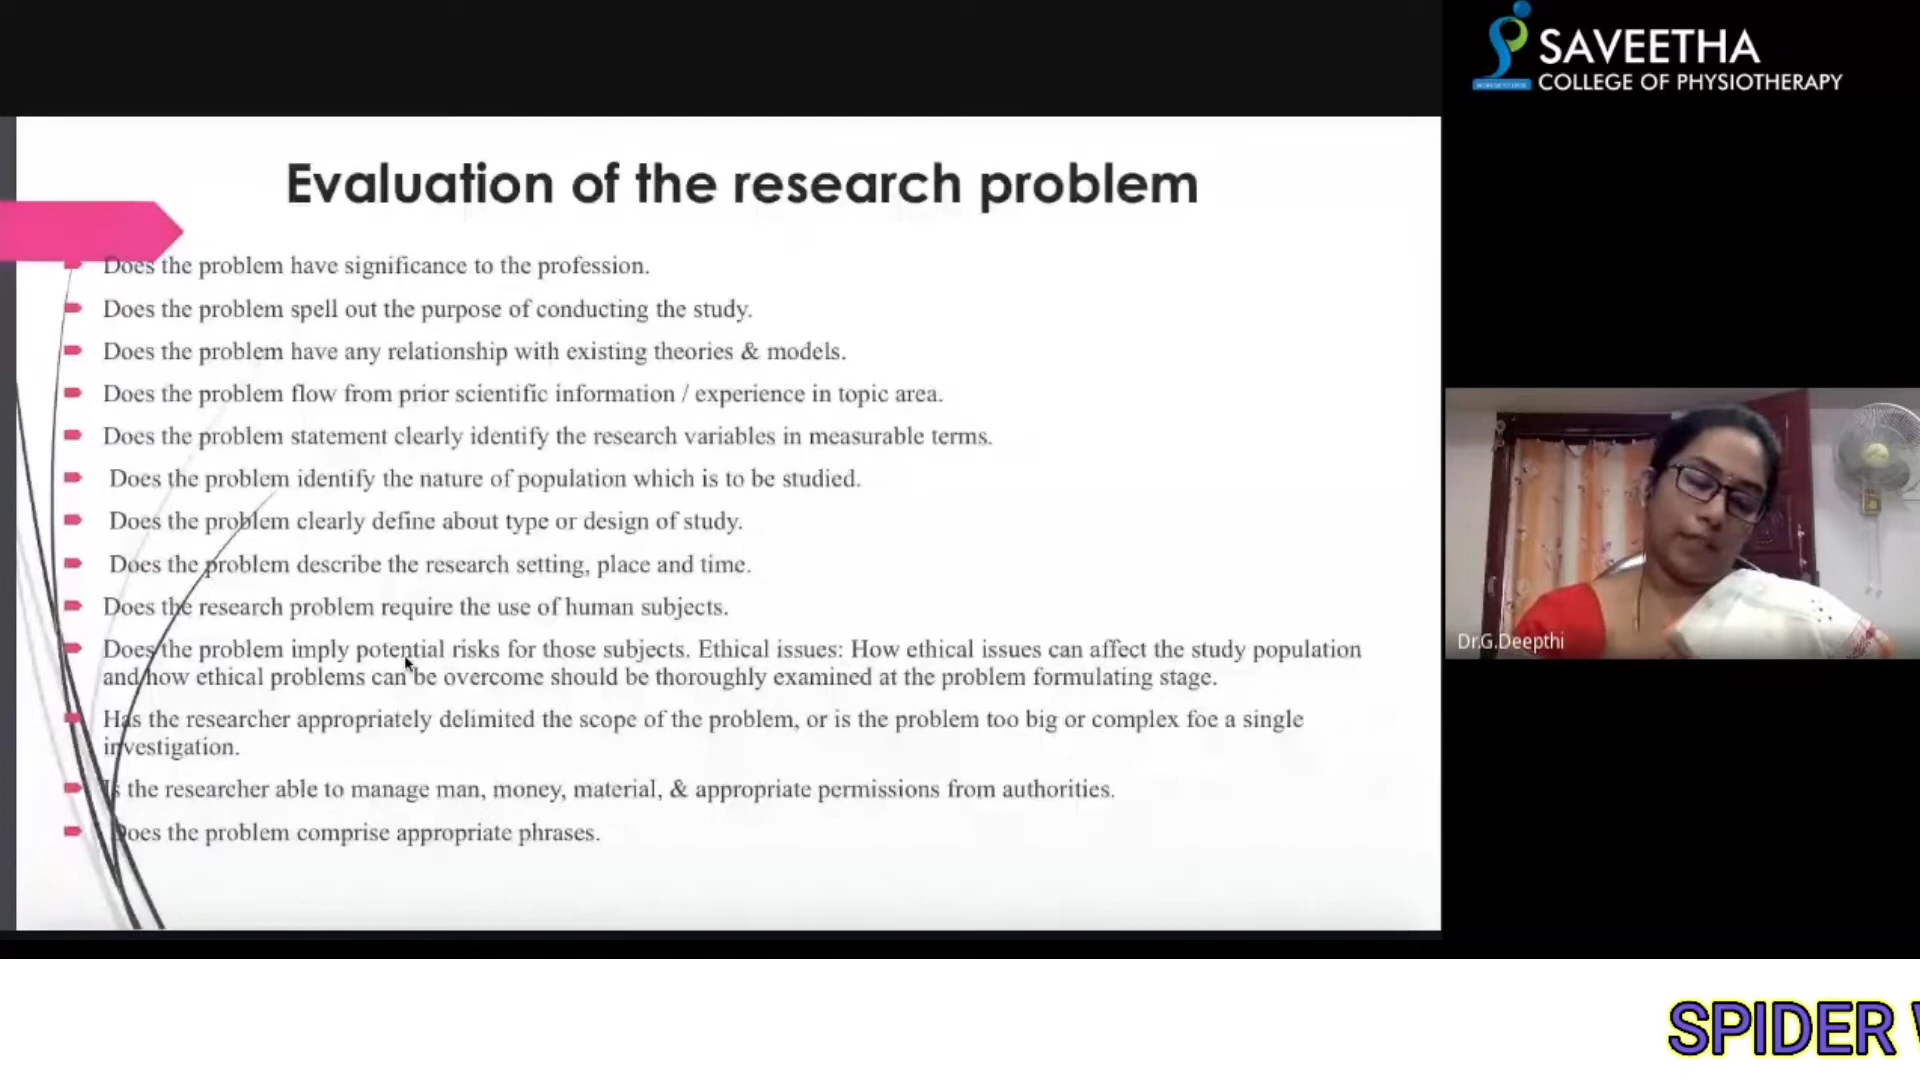 SAVEETHA
COLLEGE OF PHYSIOTHERAPY
Evaluation of the research problem
Does the problem have significance to the profession.
Does the problem spell out the purpose of conducting the study.
Does the problem have any relationship with existing theories & models.
Does the problem flow from prior scientific information / experience in topic area.
Does the problem statement clearly identify the research variables in measurable terms.
Does the problem identify the nature of population which is to be studied.
Does the problem clearly define about type or design of study.
Does the problem describe the research setting, place and time.
Does the research problem require the use of human subjects.
Does the problem imply potential risks for those subjects. Ethical issues: How ethical issues can affect the study population
and how ethical problems can be overcome should be thoroughly examined at the problem formulating stage.
Has the researcher appropriately delimited the scope of the problem, or is the problem too big or complex foe a single
investigation.
Is the researcher able to manage man, money, material, & appropriate permissions from authorities.
Does the problem comprise appropriate phrases.
Dr.G.Deepthi
SPIDER